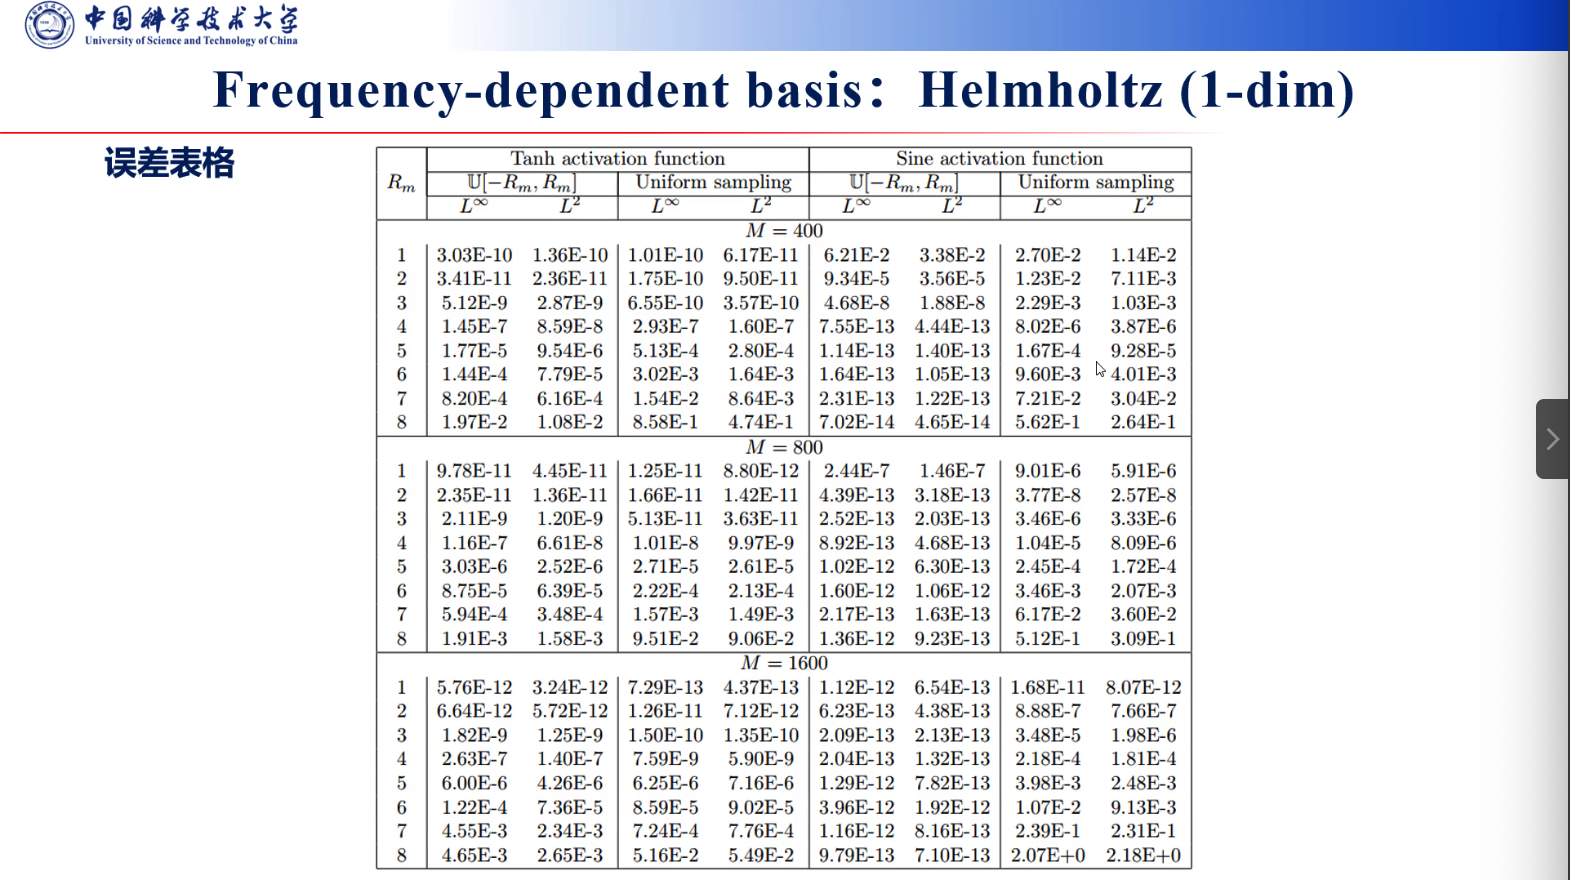 中国科学技术大学
University of Science and Technology of China
Frequency-dependent basis：Helmholtz (1-dim)
误差表格
Tanh activation function Sine activation function
R_m 𝕌[−R_m, R_m] Uniform sampling 𝕌[−R_m, R_m] Uniform sampling
L^∞ L^2 L^∞ L^2 L^∞ L^2 L^∞ L^2
M = 400
1 3.03E-10 1.36E-10 1.01E-10 6.17E-11 6.21E-2 3.38E-2 2.70E-2 1.14E-2
2 3.41E-11 2.36E-11 1.75E-10 9.50E-11 9.34E-5 3.56E-5 1.23E-2 7.11E-3
3 5.12E-9 2.87E-9 6.55E-10 3.57E-10 4.68E-8 1.88E-8 2.29E-3 1.03E-3
4 1.45E-7 8.59E-8 2.93E-7 1.60E-7 7.55E-13 4.44E-13 8.02E-6 3.87E-6
5 1.77E-5 9.54E-6 5.13E-4 2.80E-4 1.14E-13 1.40E-13 1.67E-4 9.28E-5
6 1.44E-4 7.79E-5 3.02E-3 1.64E-3 1.64E-13 1.05E-13 9.60E-3 4.01E-3
7 8.20E-4 6.16E-4 1.54E-2 8.64E-3 2.31E-13 1.22E-13 7.21E-2 3.04E-2
8 1.97E-2 1.08E-2 8.58E-1 4.74E-1 7.02E-14 4.65E-14 5.62E-1 2.64E-1
M = 800
1 9.78E-11 4.45E-11 1.25E-11 8.80E-12 2.44E-7 1.46E-7 9.01E-6 5.91E-6
2 2.35E-11 1.36E-11 1.66E-11 1.42E-11 4.39E-13 3.18E-13 3.77E-8 2.57E-8
3 2.11E-9 1.20E-9 5.13E-11 3.63E-11 2.52E-13 2.03E-13 3.46E-6 3.33E-6
4 1.16E-7 6.61E-8 1.01E-8 9.97E-9 8.92E-13 4.68E-13 1.04E-5 8.09E-6
5 3.03E-6 2.52E-6 2.71E-5 2.61E-5 1.02E-12 6.30E-13 2.45E-4 1.72E-4
6 8.75E-5 6.39E-5 2.22E-4 2.13E-4 1.60E-12 1.06E-12 3.46E-3 2.07E-3
7 5.94E-4 3.48E-4 1.57E-3 1.49E-3 2.17E-13 1.63E-13 6.17E-2 3.60E-2
8 1.91E-3 1.58E-3 9.51E-2 9.06E-2 1.36E-12 9.23E-13 5.12E-1 3.09E-1
M = 1600
1 5.76E-12 3.24E-12 7.29E-13 4.37E-13 1.12E-12 6.54E-13 1.68E-11 8.07E-12
2 6.64E-12 5.72E-12 1.26E-11 7.12E-12 6.23E-13 4.38E-13 8.88E-7 7.66E-7
3 1.82E-9 1.25E-9 1.50E-10 1.35E-10 2.09E-13 2.13E-13 3.48E-5 1.98E-6
4 2.63E-7 1.40E-7 7.59E-9 5.90E-9 2.04E-13 1.32E-13 2.18E-4 1.81E-4
5 6.00E-6 4.26E-6 6.25E-6 7.16E-6 1.29E-12 7.82E-13 3.98E-3 2.48E-3
6 1.22E-4 7.36E-5 8.59E-5 9.02E-5 3.96E-12 1.92E-12 1.07E-2 9.13E-3
7 4.55E-3 2.34E-3 7.24E-4 7.76E-4 1.16E-12 8.16E-13 2.39E-1 2.31E-1
8 4.65E-3 2.65E-3 5.16E-2 5.49E-2 9.79E-13 7.10E-13 2.07E+0 2.18E+0